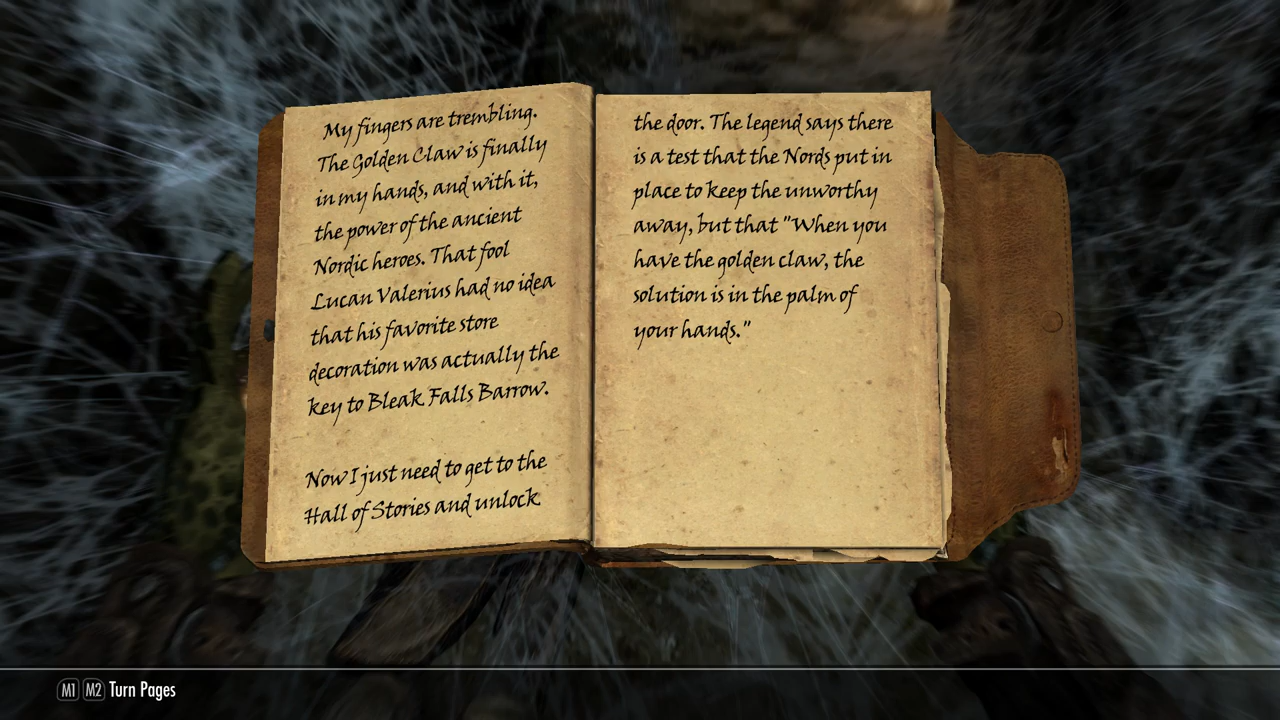 My fingers are trembling.
The Golden Claw is finally
in my hands, and with it,
the power of the ancient
Nordic heroes. That fool
Lucan Valerius had no idea
that his favorite store
decoration was actually the
key to Bleak Falls Barrow.
Now I just need to get to the
Hall of Stories and unlock
the door. The legend says there
is a test that the Nords put in
place to keep the unworthy
away, but that "When you
have the golden claw, the
solution is in the palm of
your hands."
M1 M2 Turn Pages